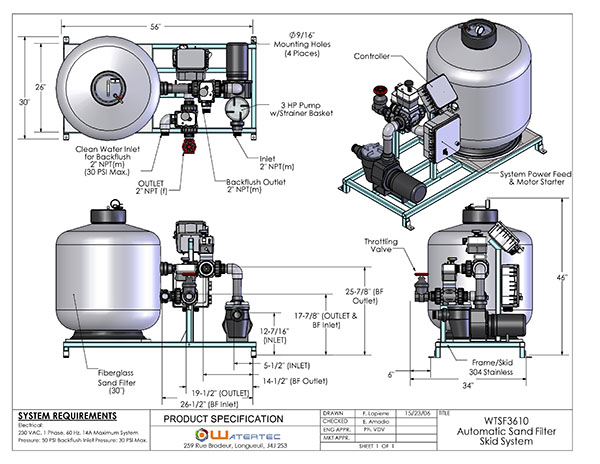 56"
Ø9/16"
Mounting Holes
(4 Places)
Controller
30"
26"
3 HP Pump
w/Strainer Basket
Clean Water Inlet
for Backflush
2" NPT(m)
(30 PSI Max.)
Inlet
2" NPT(m)
OUTLET
2" NPT (f)
Backflush Outlet
2" NPT(m)
System Power Feed
& Motor Starter
Throttling
Valve
46"
25-7/8" (BF
Outlet)
17-7/8" (OUTLET &
BF Inlet)
12-7/16"
(INLET)
5-1/2" (INLET)
14-1/2" (BF Outlet)
19-1/2" (OUTLET)
26-1/2" (BF Inlet)
Fiberglass
Sand Filter
(30")
6"
Frame/Skid
304 Stainless
34"
SYSTEM REQUIREMENTS
Electrical:
230 VAC, 1 Phase, 60 Hz, 14A Maximum System
Pressure: 50 PSI Backflush Inlet Pressure: 30 PSI Max.
PRODUCT SPECIFICATION
WATERTEC
259 Rue Brodeur, Longueuil, J4J 2S3
DRAWN F. Lapiene 15/23/06
CHECKED E. Amadio
ENG APPR. Ph. VDV
MKT APPR.
SHEET 1 OF 1
TITLE
WTSF3610
Automatic Sand Filter
Skid System